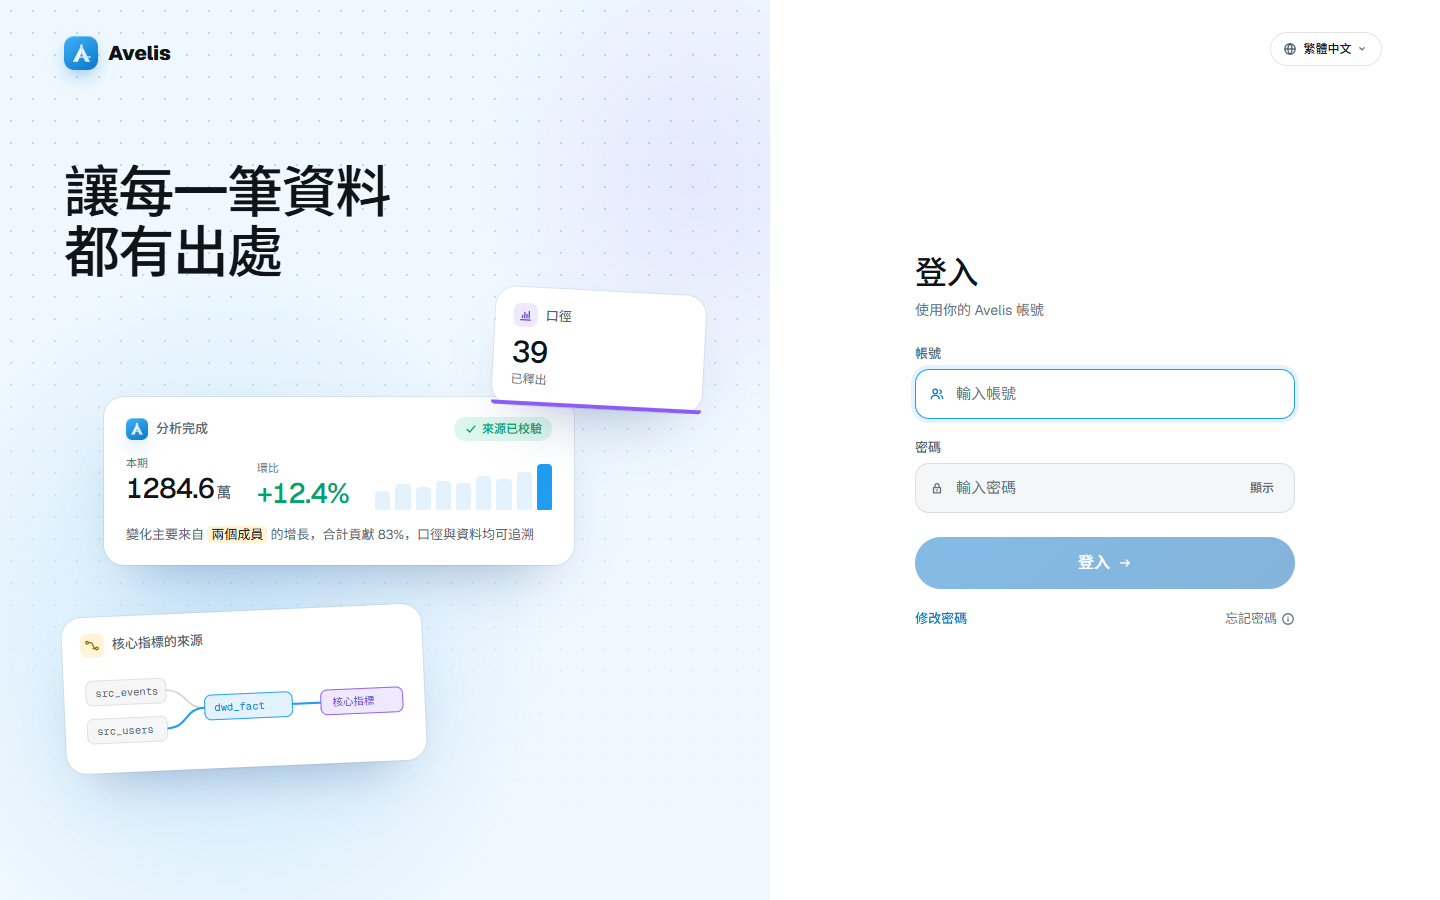 Avelis
讓每一筆資料
都有出處
口徑
39
已釋出
分析完成
來源已校驗
本期
1284.6萬
環比
+12.4%
變化主要來自 兩個成員 的增長，合計貢獻 83%，口徑與資料均可追溯
核心指標的來源
src_events
src_users
dwd_fact
核心指標
繁體中文
登入
使用你的 Avelis 帳號
帳號
輸入帳號
密碼
輸入密碼
顯示
登入 →
修改密碼
忘記密碼